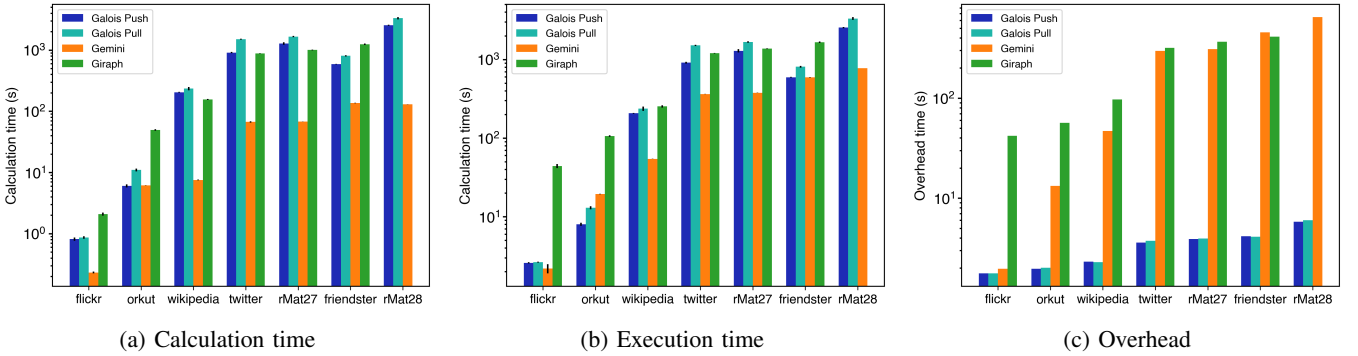 Calculation time (s)
10³
10²
10¹
10⁰
Galois Push
Galois Pull
Gemini
Giraph
flickr orkut wikipedia twitter rMat27 friendster rMat28
(a) Calculation time
Calculation time (s)
10³
10²
10¹
Galois Push
Galois Pull
Gemini
Giraph
flickr orkut wikipedia twitter rMat27 friendster rMat28
(b) Execution time
Overhead time (s)
10²
10¹
Galois Push
Galois Pull
Gemini
Giraph
flickr orkut wikipedia twitter rMat27 friendster rMat28
(c) Overhead